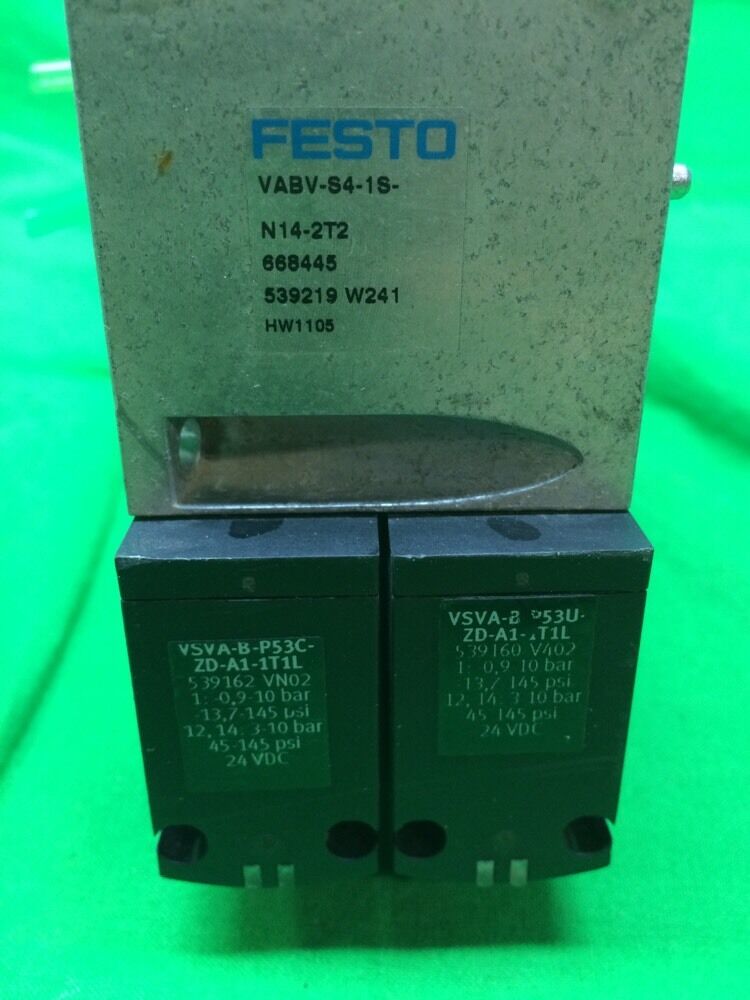 FESTO
VABV-S4-1S-
N14-2T2
668445
539219 W241
HW1105
VSVA-B-P53C-
ZD-A1-1T1L
539162 VN02
1: -0,9-10 bar
-13,7-145 psi
12, 14: 3-10 bar
45-145 psi
24 VDC
VSVA-B P53U-
ZD-A1- T1L
539160 V402
1: -0,9 10 bar
-13,7 145 psi
12, 14: 3 10 bar
45 145 psi
24 VDC